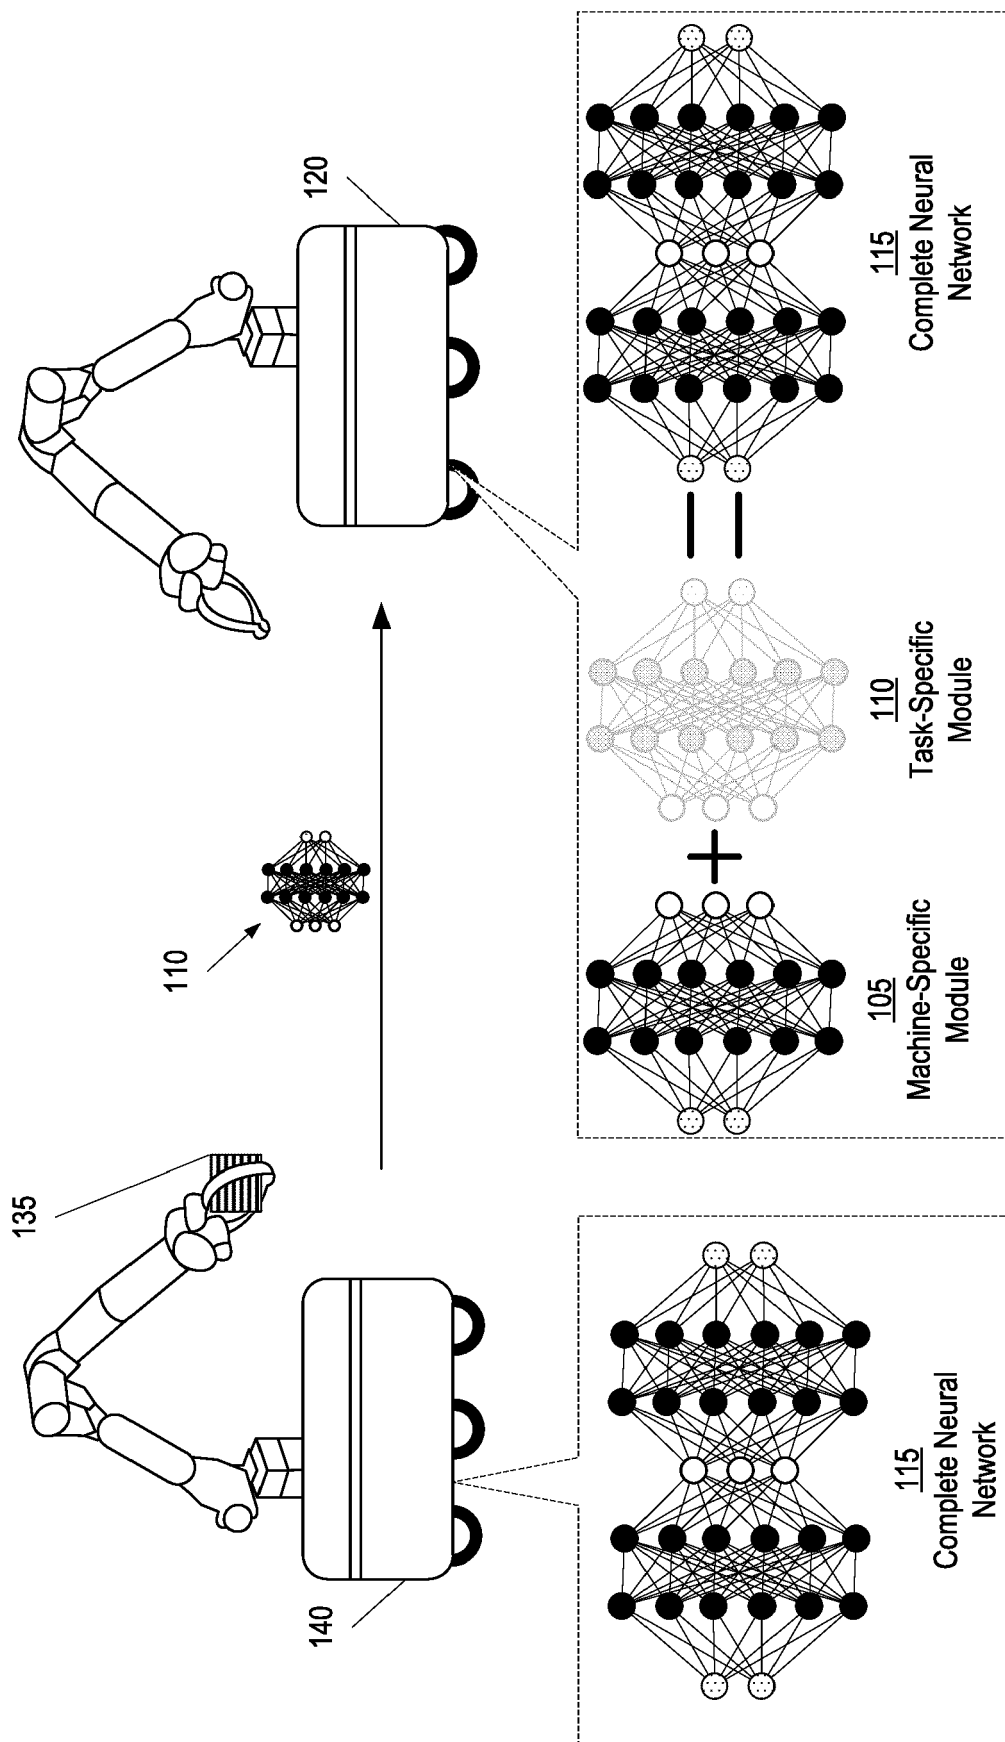 135
110
120
140
115
Complete Neural
Network
105
Machine-Specific
Module
110
Task-Specific
Module
115
Complete Neural
Network